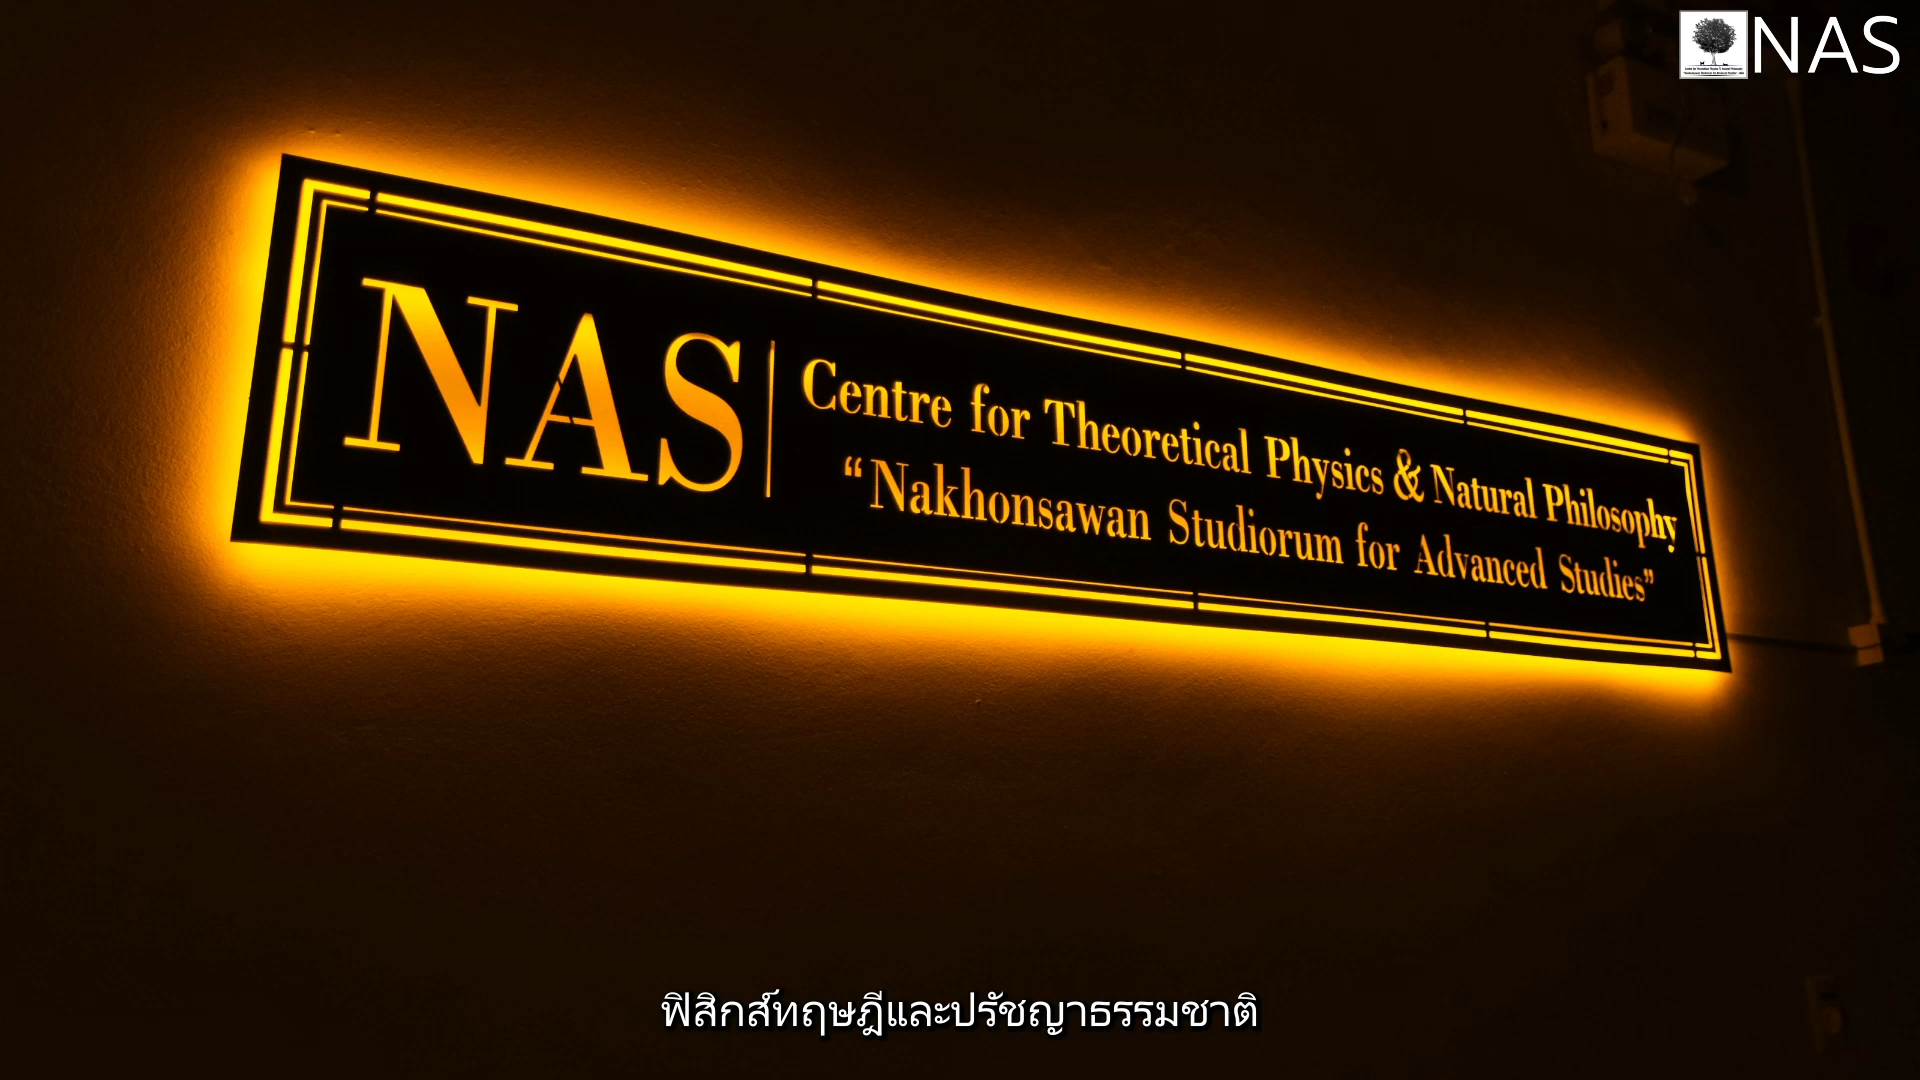 NAS
NAS
Centre for Theoretical Physics & Natural Philosophy
“Nakhonsawan Studiorum for Advanced Studies”
ฟิสิกส์ทฤษฎีและปรัชญาธรรมชาติ